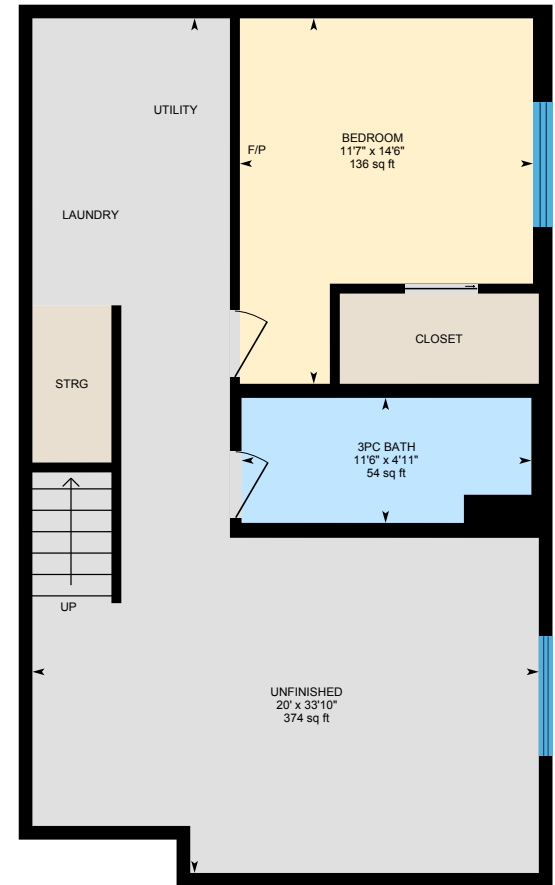 UTILITY
BEDROOM
11'7" x 14'6"
136 sq ft
F/P
LAUNDRY
CLOSET
STRG
3PC BATH
11'6" x 4'11"
54 sq ft
UP
UNFINISHED
20' x 33'10"
374 sq ft